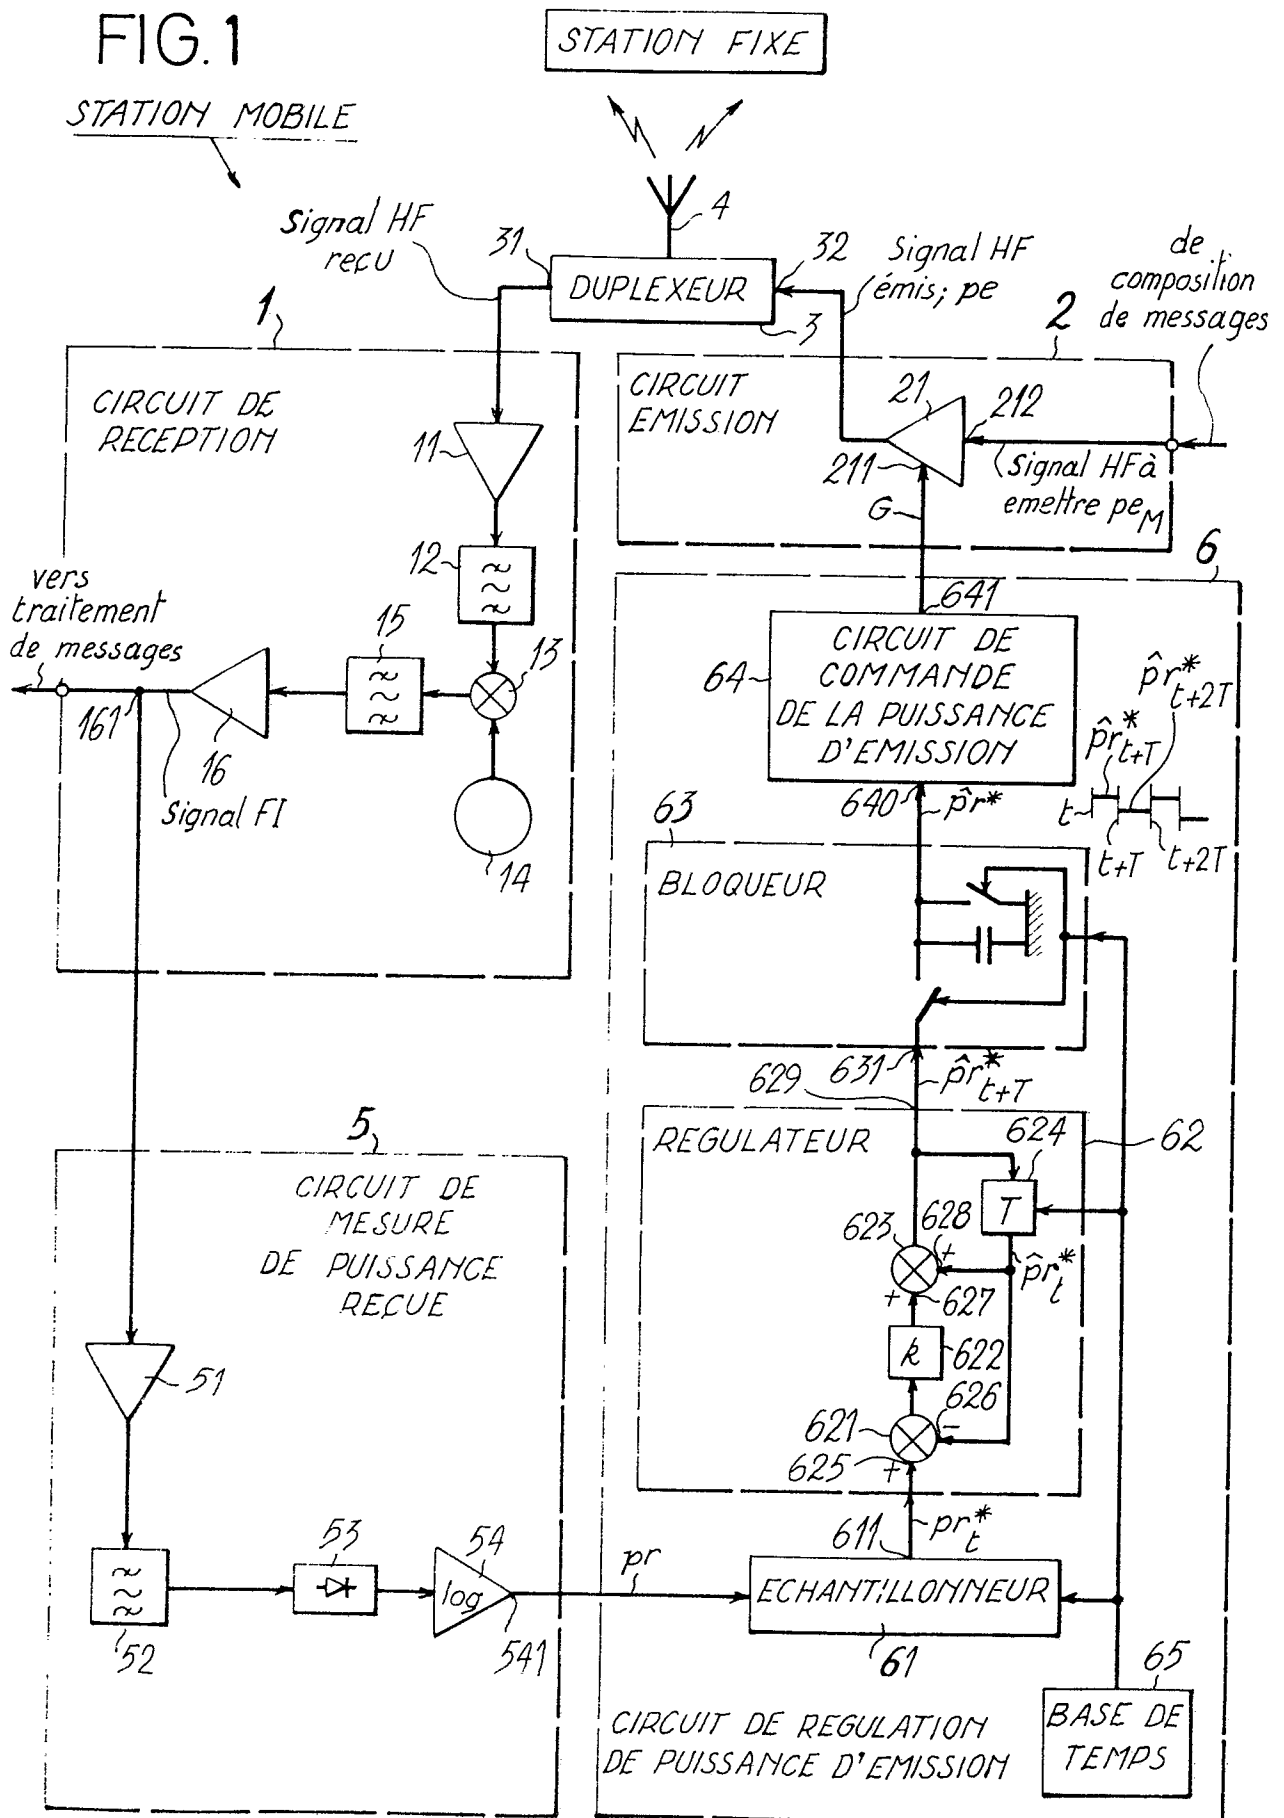 FIG.1
STATION FIXE
STATION MOBILE
4
Signal HF
reçu
31
DUPLEXEUR
32
3
Signal HF
émis; pe
de
composition
de messages
1
2
CIRCUIT DE
RECEPTION
CIRCUIT
EMISSION
21
212
211
Signal HF à
emettre pe_M
G
11
12
13
14
15
16
161
Signal FI
vers
traitement
de messages
6
641
64
CIRCUIT DE
COMMANDE
DE LA PUISSANCE
D'EMISSION
640
p̂r*
p̂r*_{t+2T}
p̂r*_{t+T}
t
t+T
t+2T
63
BLOQUEUR
631
p̂r*_{t+T}
629
REGULATEUR
624
62
T
623
628
+
p̂r*_t
+
627
k
622
626
621
−
625
+
pr*_t
611
5
CIRCUIT DE
MESURE
DE PUISSANCE
REÇUE
51
52
53
54
log
541
pr
ECHANTILLONNEUR
61
65
BASE DE
TEMPS
CIRCUIT DE REGULATION
DE PUISSANCE D'EMISSION